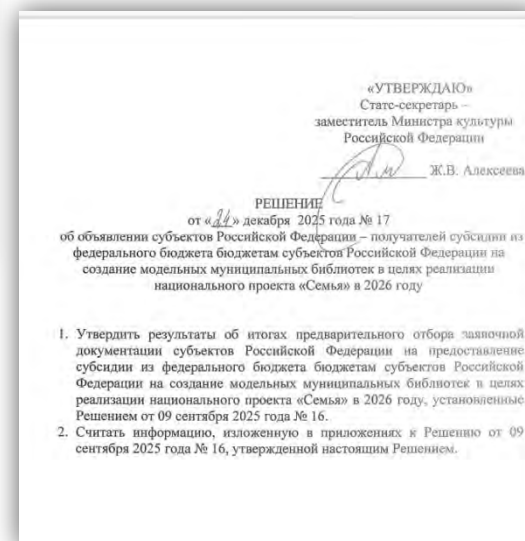 «УТВЕРЖДАЮ»
Статс-секретарь –
заместитель Министра культуры
Российской Федерации
Ж.В. Алексеева
РЕШЕНИЕ
от «24» декабря 2025 года № 17
об объявлении субъектов Российской Федерации – получателей субсидии из
федерального бюджета бюджетам субъектов Российской Федерации на
создание модельных муниципальных библиотек в целях реализации
национального проекта «Семья» в 2026 году
1. Утвердить результаты об итогах предварительного отбора заявочной
документации субъектов Российской Федерации на предоставление
субсидии из федерального бюджета бюджетам субъектов Российской
Федерации на создание модельных муниципальных библиотек в целях
реализации национального проекта «Семья» в 2026 году, установленные
Решением от 09 сентября 2025 года № 16.
2. Считать информацию, изложенную в приложениях к Решению от 09
сентября 2025 года № 16, утвержденной настоящим Решением.